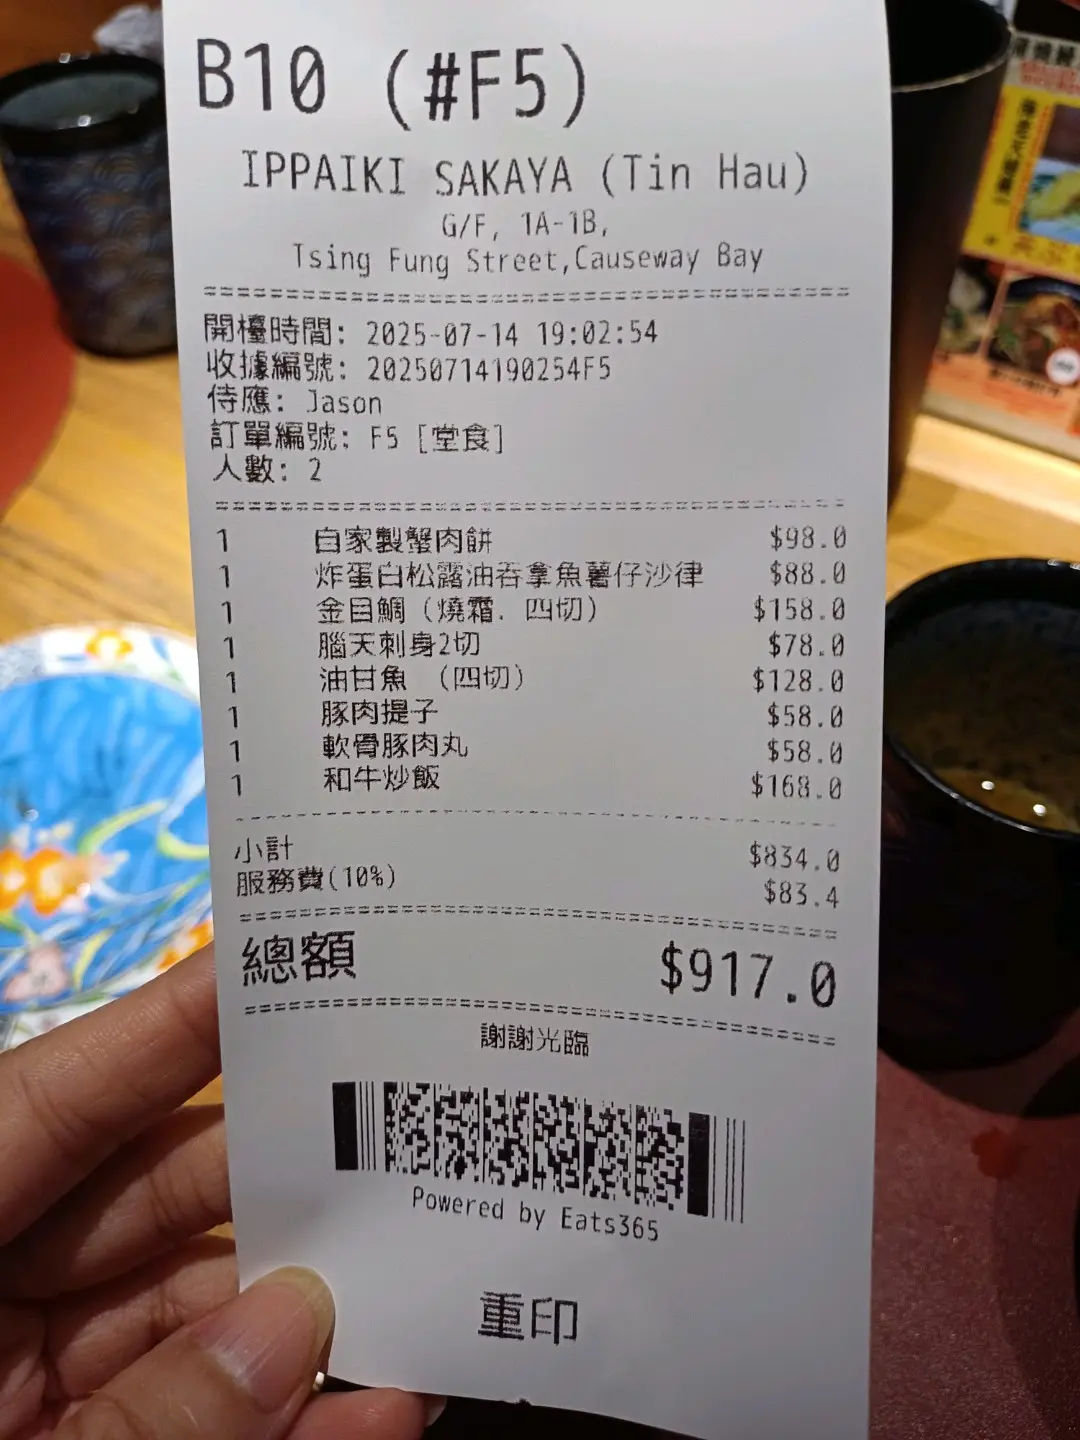 B10 (#F5)
IPPAIKI SAKAYA (Tin Hau)
G/F, 1A-1B,
Tsing Fung Street,Causeway Bay
開檯時間: 2025-07-14 19:02:54
收據編號: 20250714190254F5
侍應: Jason
訂單編號: F5 [堂食]
人數: 2
1 自家製蟹肉餅 $98.0
1 炸蛋白松露油吞拿魚薯仔沙律 $88.0
1 金目鯛 (燒霜. 四切) $158.0
1 腦天刺身2切 $78.0
1 油甘魚 (四切) $128.0
1 豚肉提子 $58.0
1 軟骨豚肉丸 $58.0
1 和牛炒飯 $168.0
小計 $834.0
服務費(10%) $83.4
總額 $917.0
謝謝光臨
Powered by Eats365
重印